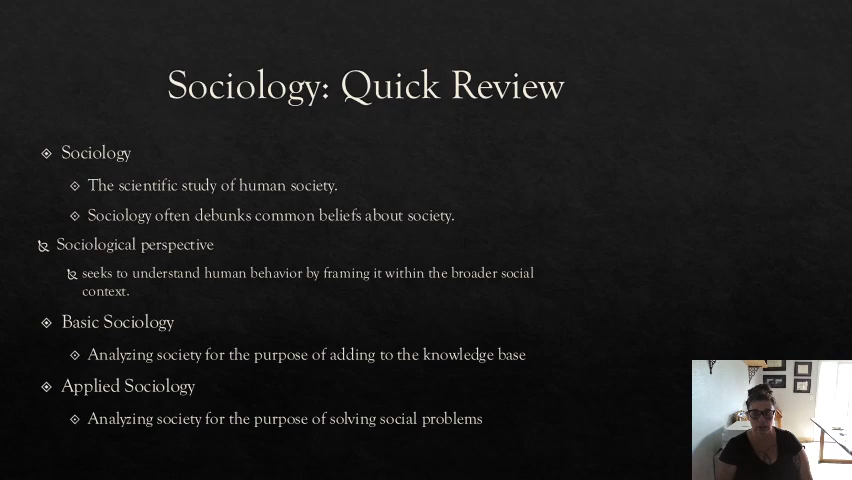 Sociology: Quick Review
Sociology
The scientific study of human society.
Sociology often debunks common beliefs about society.
Sociological perspective
seeks to understand human behavior by framing it within the broader social
context.
Basic Sociology
Analyzing society for the purpose of adding to the knowledge base
Applied Sociology
Analyzing society for the purpose of solving social problems